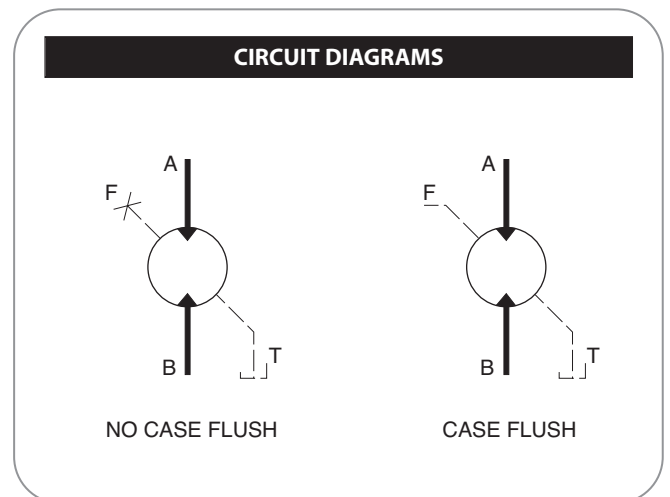 CIRCUIT DIAGRAMS
A
F
B
T
NO CASE FLUSH
A
F
B
T
CASE FLUSH